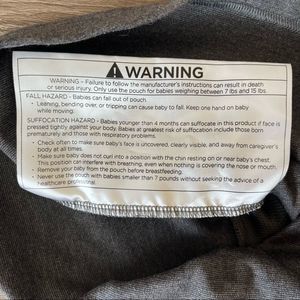 WARNING
WARNING - Failure to follow the manufacturer's instructions can result in death
or serious injury. Only use the pouch for babies weighing between 7 lbs and 15 lbs.
FALL HAZARD - Babies can fall out of pouch.
• Leaning, bending over, or tripping can cause baby to fall. Keep one hand on baby
while moving.
SUFFOCATION HAZARD - Babies younger than 4 months can suffocate in this product if face is
pressed tightly against your body. Babies at greatest risk of suffocation include those born
prematurely and those with respiratory problems.
• Check often to make sure baby's face is uncovered, clearly visible, and away from caregiver's
body at all times.
• Make sure baby does not curl into a position with the chin resting on or near baby's chest.
This position can interfere with breathing, even when nothing is covering the nose or mouth.
• Remove your baby from the pouch before breastfeeding.
• Never use the pouch with babies smaller than 7 pounds without seeking the advice of a
healthcare professional.